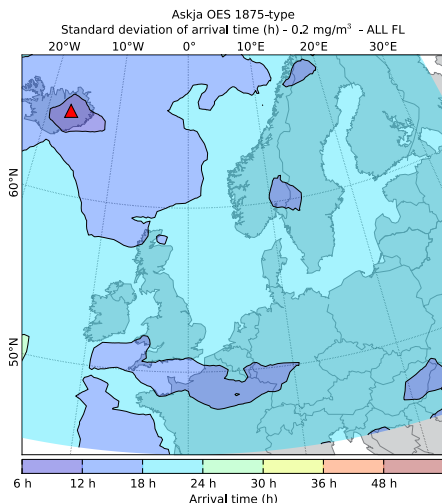 Askja OES 1875-type
Standard deviation of arrival time (h) - 0.2 mg/m³ - ALL FL
20°W 10°W 0°E 10°E 20°E 30°E
60°N
50°N
6 h 12 h 18 h 24 h 30 h 36 h 48 h
Arrival time (h)